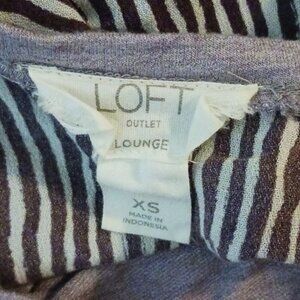 LOFT
OUTLET
LOUNGE
XS
MADE IN
INDONESIA